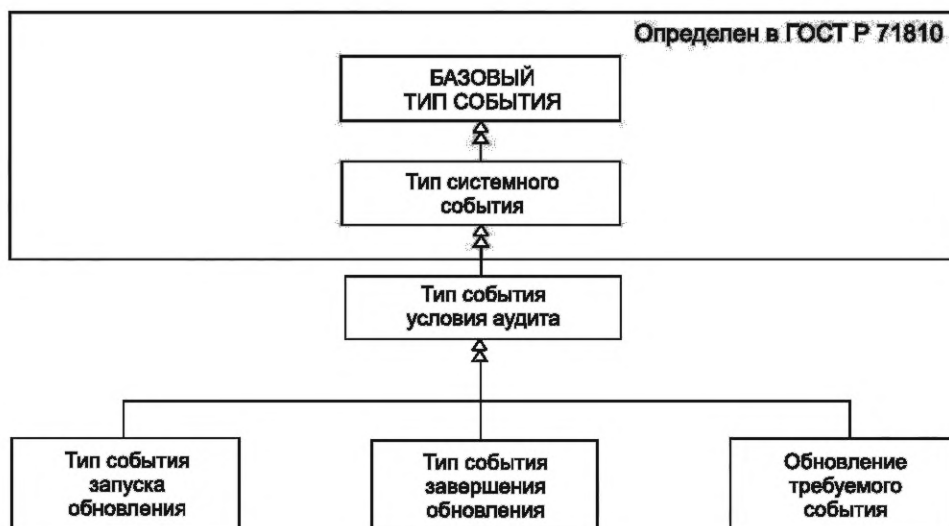 Определен в ГОСТ Р 71810
БАЗОВЫЙ
ТИП СОБЫТИЯ
Тип системного
события
Тип события
условия аудита
Тип события
запуска
обновления
Тип события
завершения
обновления
Обновление
требуемого
события